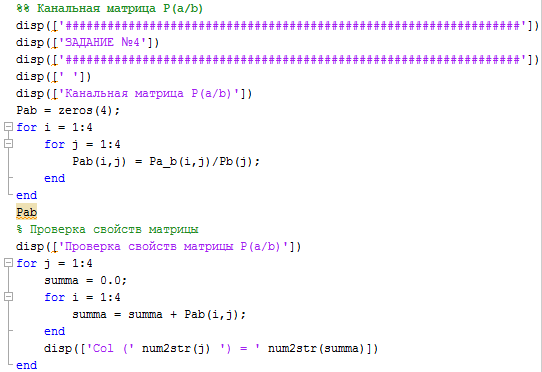 %% Канальная матрица P(a/b)
disp(['#################################################################'])
disp(['ЗАДАНИЕ №4'])
disp(['#################################################################'])
disp([' '])
disp(['Канальная матрица P(a/b)'])
Pab = zeros(4);
for i = 1:4
    for j = 1:4
        Pab(i,j) = Pa_b(i,j)/Pb(j);
    end
end
Pab
% Проверка свойств матрицы
disp(['Проверка свойств матрицы P(a/b)'])
for j = 1:4
    summa = 0.0;
    for i = 1:4
        summa = summa + Pab(i,j);
    end
    disp(['Col (' num2str(j) ') = ' num2str(summa)])
end